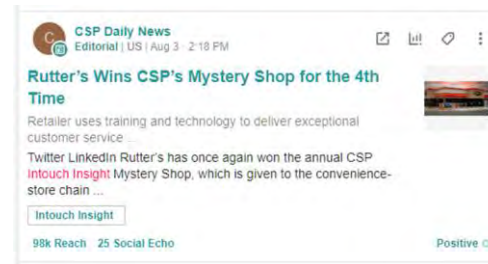 C
CSP Daily News
Editorial | US | Aug 3 · 2:18 PM
Rutter's Wins CSP's Mystery Shop for the 4th
Time
Retailer uses training and technology to deliver exceptional
customer service ...
Twitter LinkedIn Rutter's has once again won the annual CSP
Intouch Insight Mystery Shop, which is given to the convenience-
store chain ...
Intouch Insight
98k Reach 25 Social Echo Positive